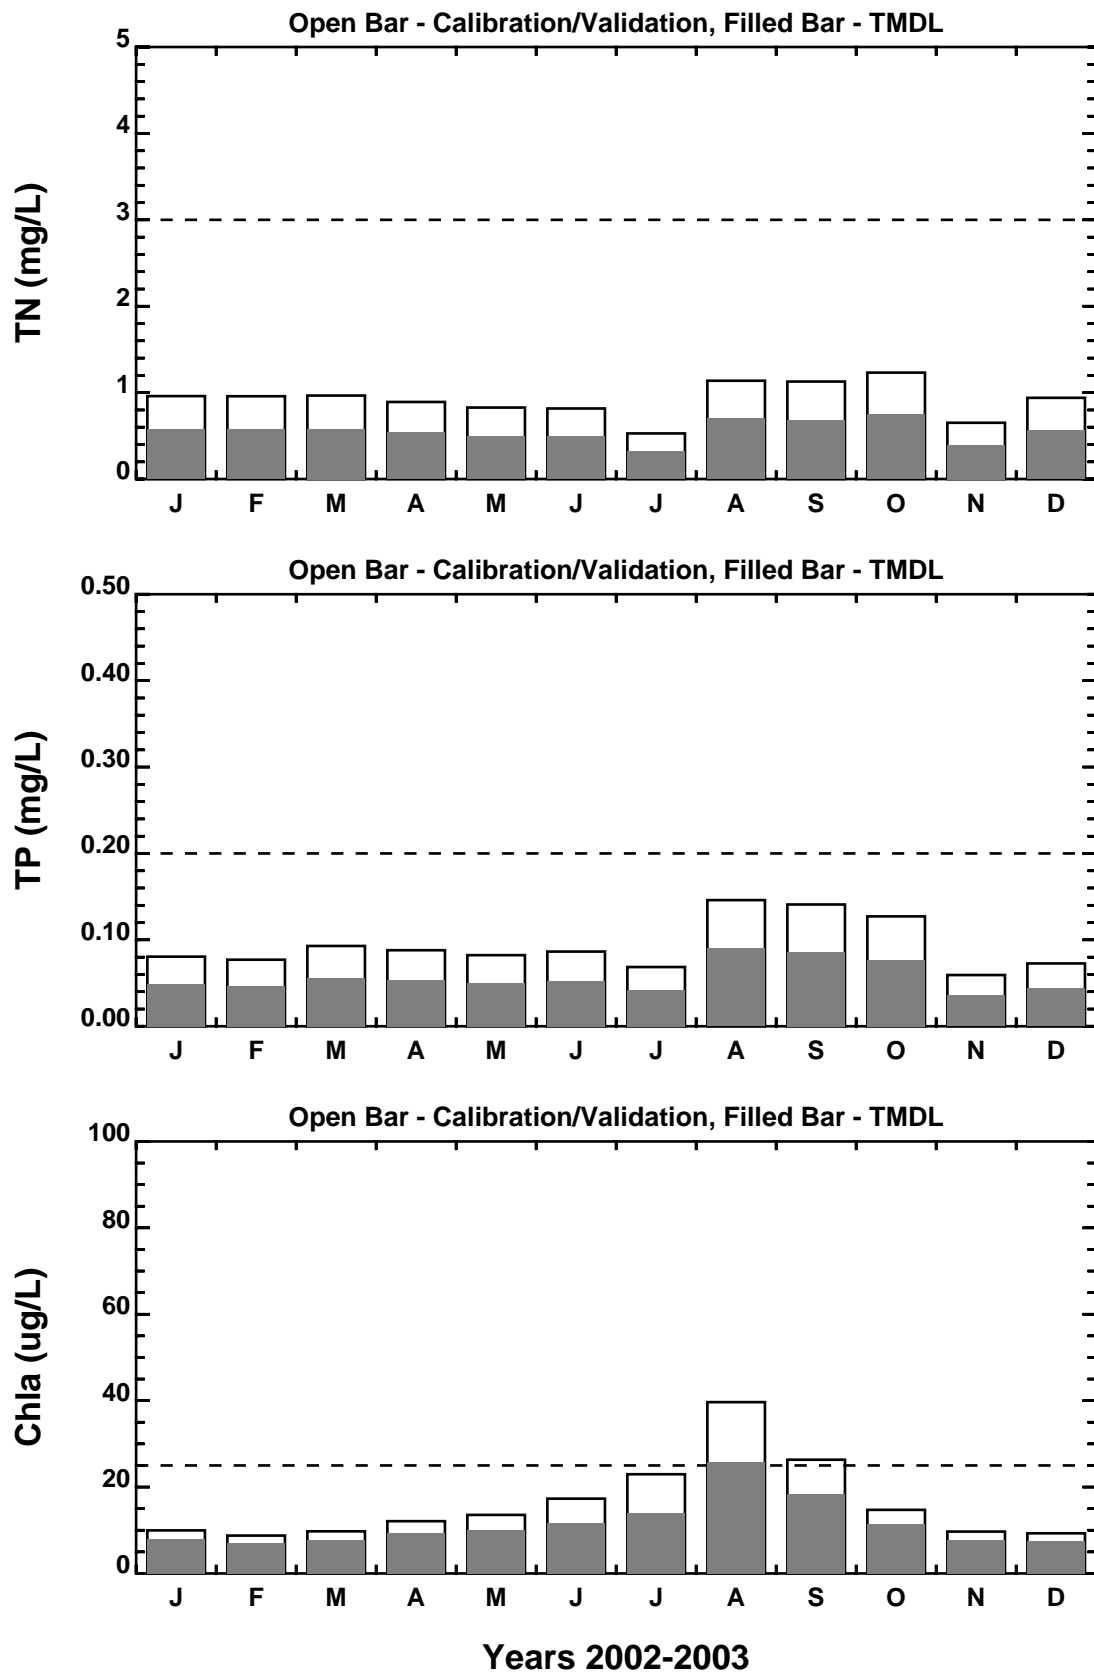 Open Bar - Calibration/Validation, Filled Bar - TMDL
5
4
3
2
1
0
TN (mg/L)
J F M A M J J A S O N D
Open Bar - Calibration/Validation, Filled Bar - TMDL
0.50
0.40
0.30
0.20
0.10
0.00
TP (mg/L)
J F M A M J J A S O N D
Open Bar - Calibration/Validation, Filled Bar - TMDL
100
80
60
40
20
0
Chla (ug/L)
J F M A M J J A S O N D
Years 2002-2003